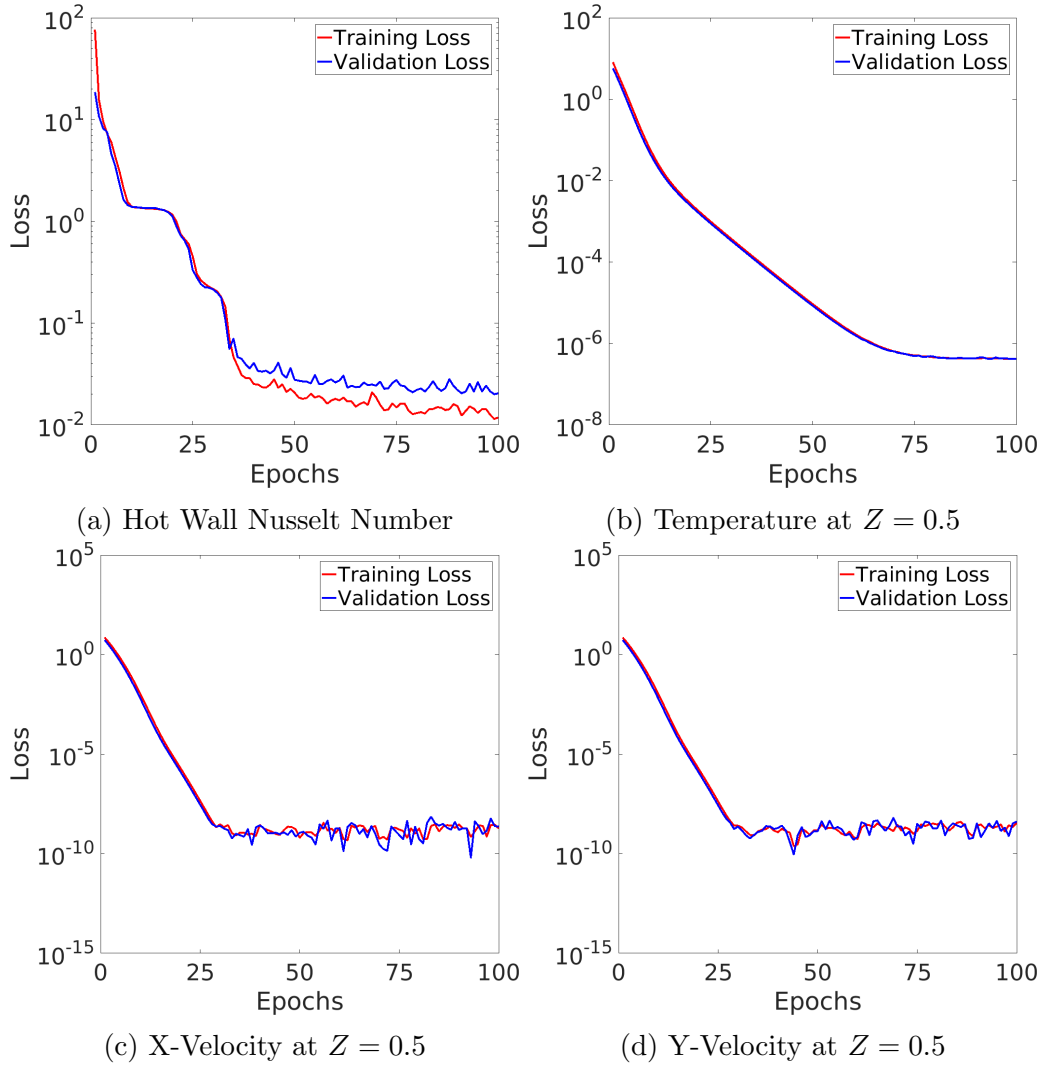 10^2
10^1
10^0
10^-1
10^-2
Loss
Training Loss
Validation Loss
0 25 50 75 100
Epochs
(a) Hot Wall Nusselt Number
10^2
10^0
10^-2
10^-4
10^-6
10^-8
Loss
Training Loss
Validation Loss
0 25 50 75 100
Epochs
(b) Temperature at Z = 0.5
10^5
10^0
10^-5
10^-10
10^-15
Loss
Training Loss
Validation Loss
0 25 50 75 100
Epochs
(c) X-Velocity at Z = 0.5
10^5
10^0
10^-5
10^-10
10^-15
Loss
Training Loss
Validation Loss
0 25 50 75 100
Epochs
(d) Y-Velocity at Z = 0.5